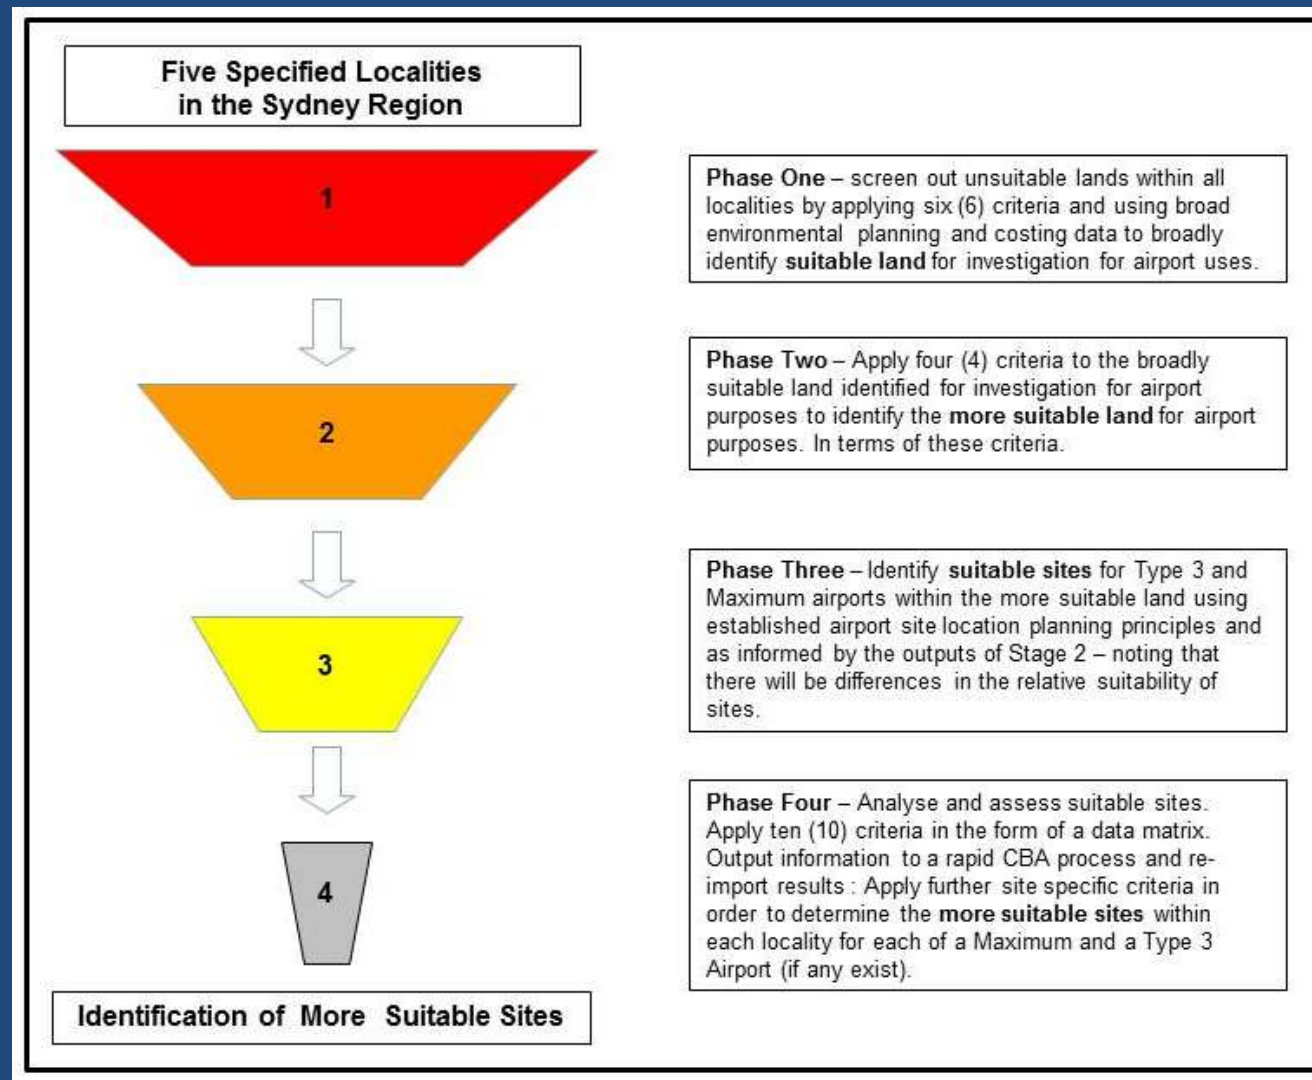 Five Specified Localities
in the Sydney Region
1
Phase One – screen out unsuitable lands within all
localities by applying six (6) criteria and using broad
environmental planning and costing data to broadly
identify suitable land for investigation for airport uses.
2
Phase Two – Apply four (4) criteria to the broadly
suitable land identified for investigation for airport
purposes to identify the more suitable land for airport
purposes. In terms of these criteria.
3
Phase Three – Identify suitable sites for Type 3 and
Maximum airports within the more suitable land using
established airport site location planning principles and
as informed by the outputs of Stage 2 – noting that
there will be differences in the relative suitability of
sites.
4
Phase Four – Analyse and assess suitable sites.
Apply ten (10) criteria in the form of a data matrix.
Output information to a rapid CBA process and re-
import results : Apply further site specific criteria in
order to determine the more suitable sites within
each locality for each of a Maximum and a Type 3
Airport (if any exist).
Identification of More Suitable Sites